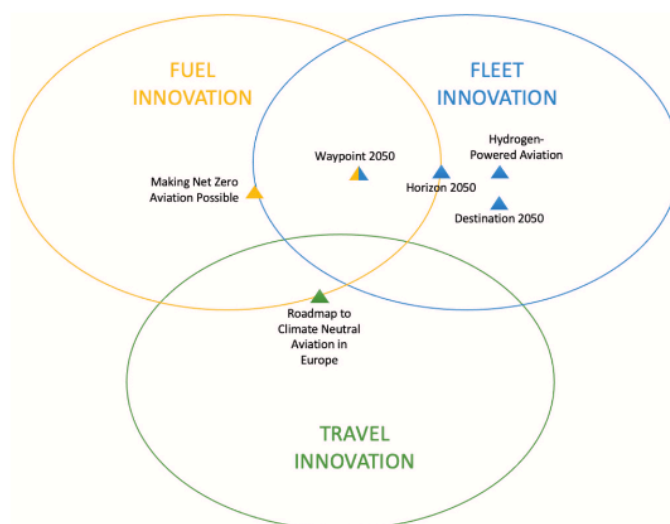 FUEL
INNOVATION
FLEET
INNOVATION
Hydrogen-
Powered Aviation
Waypoint 2050
Making Net Zero
Aviation Possible
Horizon 2050
Destination 2050
Roadmap to
Climate Neutral
Aviation in
Europe
TRAVEL
INNOVATION